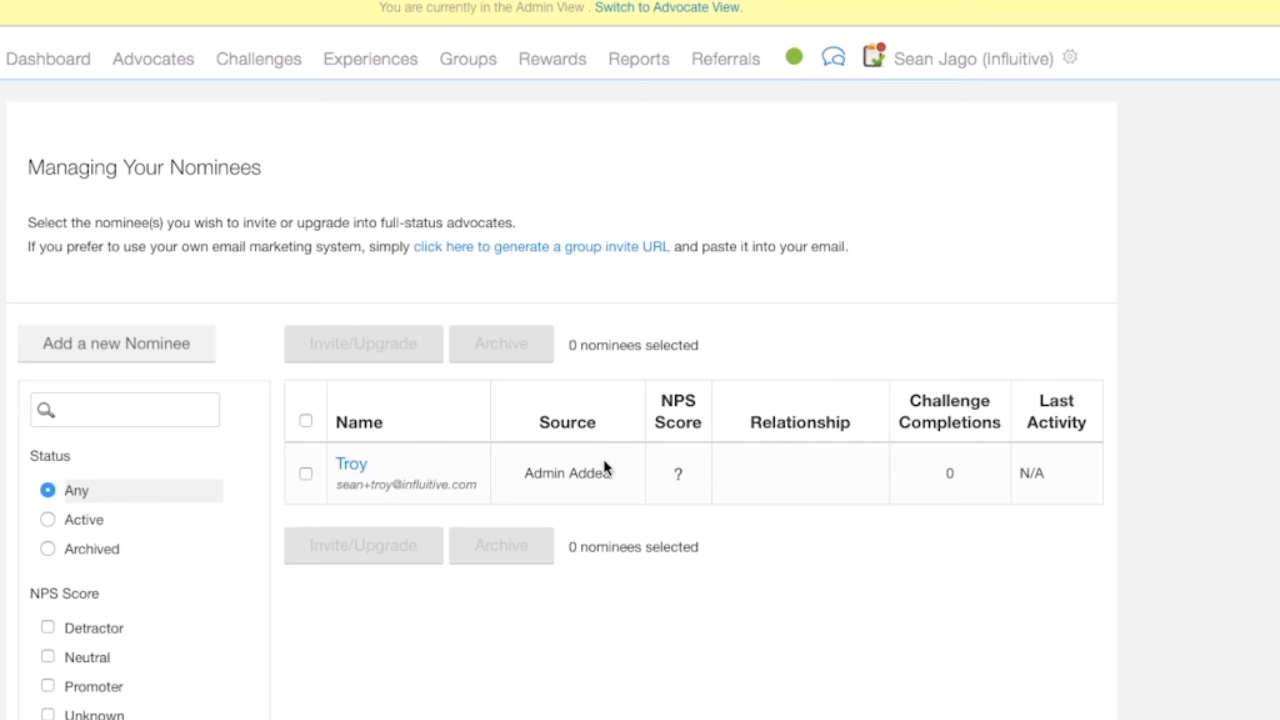 You are currently in the Admin View . Switch to Advocate View.
Dashboard Advocates Challenges Experiences Groups Rewards Reports Referrals Sean Jago (Influitive)
Managing Your Nominees
Select the nominee(s) you wish to invite or upgrade into full-status advocates.
If you prefer to use your own email marketing system, simply click here to generate a group invite URL and paste it into your email.
Add a new Nominee
Invite/Upgrade Archive 0 nominees selected
Name Source NPS Score Relationship Challenge Completions Last Activity
Troy
sean+troy@influitive.com
Admin Added ? 0 N/A
Invite/Upgrade Archive 0 nominees selected
Status
Any
Active
Archived
NPS Score
Detractor
Neutral
Promoter
Unknown